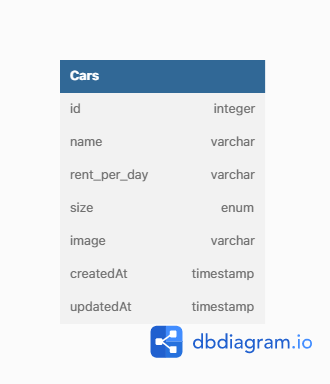 Cars
id integer
name varchar
rent_per_day varchar
size enum
image varchar
createdAt timestamp
updatedAt timestamp
dbdiagram.io